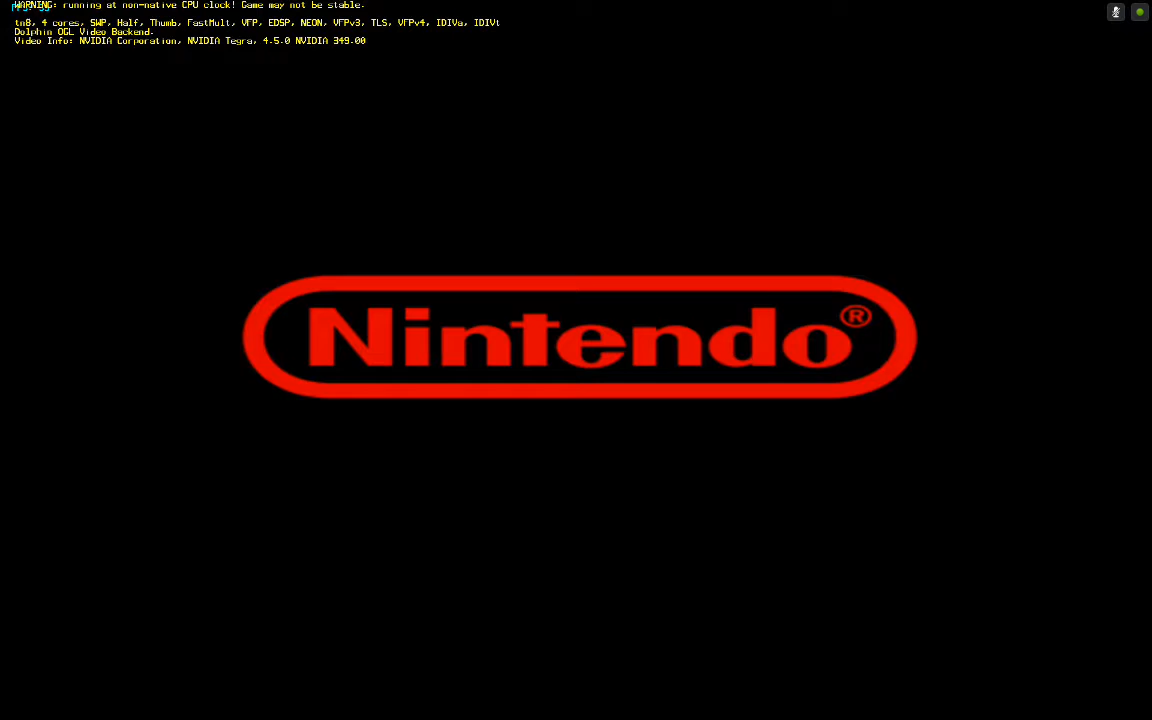 WARNING: running at non-native CPU clock! Game may not be stable.
tn8, 4 cores, SWP, Half, Thumb, FastMult, VFP, EDSP, NEON, VFPv3, TLS, VFPv4, IDIVa, IDIVt
Dolphin OGL Video Backend.
Video Info: NVIDIA Corporation, NVIDIA Tegra, 4.5.0 NVIDIA 349.00
Nintendo®